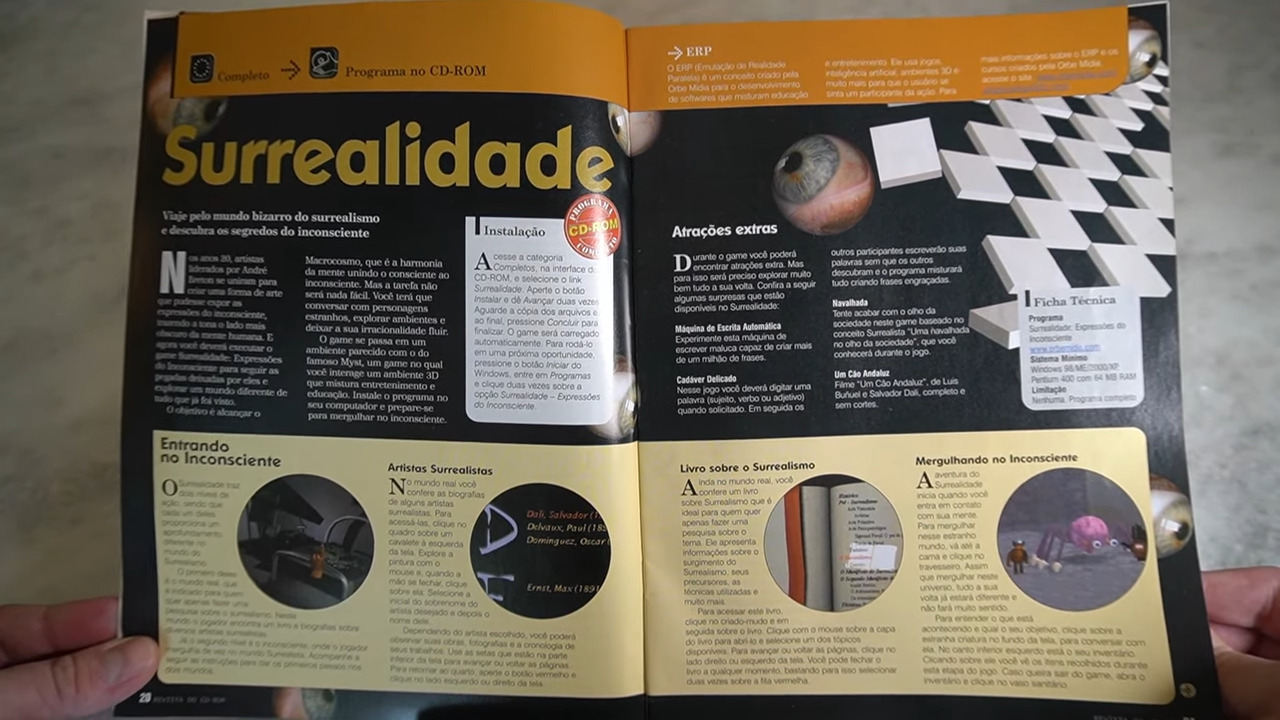 Completo
Programa no CD-ROM
ERP
O ERP (Emulação de Realidade
Paralela) é um conceito criado pela
Orbe Mídia para o desenvolvimento
de softwares que misturam educação
e entretenimento. Ele usa jogos,
inteligência artificial, ambientes 3D e
muito mais para que o usuário se
sinta um participante da ação. Para
mais informações sobre o ERP e os
cursos criados pela Orbe Mídia,
acesse o site
Surrealidade
Viaje pelo mundo bizarro do surrealismo
e descubra os segredos do inconsciente
Nos anos 20, artistas
liderados por André
Breton se uniram para
criar uma forma de arte
que pudesse expor as
expressões do inconsciente,
trazendo a tona o lado mais
obscuro da mente humana. E
agora você deverá executar o
game Surrealidade: Expressões
do Inconsciente para seguir as
pegadas deixadas por eles e
explorar um mundo diferente de
tudo que já foi visto.
O objetivo é alcançar o
Macrocosmo, que é a harmonia
da mente unindo o consciente ao
inconsciente. Mas a tarefa não
será nada fácil. Você terá que
conversar com personagens
estranhos, explorar ambientes e
deixar a sua irracionalidade fluir.
O game se passa em um
ambiente parecido com o do
famoso Myst, um game no qual
você interage um ambiente 3D
que mistura entretenimento e
educação. Instale o programa no
seu computador e prepare-se
para mergulhar no inconsciente.
PROGRAMA
CD-ROM
COMPLETO
Instalação
Acesse a categoria
Completos, na interface do
CD-ROM, e selecione o link
Surrealidade. Aperte o botão
Instalar e dê Avançar duas vezes
Aguarde a cópia dos arquivos e
ao final, pressione Concluir para
finalizar. O game será carregado
automaticamente. Para rodá-lo
em uma próxima oportunidade,
pressione o botão Iniciar do
Windows, entre em Programas
e clique duas vezes sobre a
opção Surrealidade – Expressões
do Inconsciente.
Atrações extras
Durante o game você poderá
encontrar atrações extra. Mas
para isso será preciso explorar muito
bem tudo a sua volta. Confira a seguir
algumas surpresas que estão
disponíveis no Surrealidade:
Máquina de Escrita Automática
Experimente esta máquina de
escrever maluca capaz de criar mais
de um milhão de frases.
Cadáver Delicado
Nesse jogo você deverá digitar uma
palavra (sujeito, verbo ou adjetivo)
quando solicitado. Em seguida os
outros participantes escreverão suas
palavras sem que os outros
descubram e o programa misturará
tudo criando frases engraçadas.
Navalhada
Tente acabar com o olho da
sociedade neste game baseado no
conceito Surrealista "Uma navalhada
no olho da sociedade", que você
conhecerá durante o jogo.
Um Cão Andaluz
Filme "Um Cão Andaluz", de Luis
Buñuel e Salvador Dali, completo e
sem cortes.
Ficha Técnica
Programa
Surrealidade: Expressões do
Inconsciente
www.orbemidia.com
Sistema Mínimo
Windows 98/ME/2000/XP
Pentium 400 com 64 MB RAM
Limitação
Nenhuma. Programa completo
Entrando
no Inconsciente
O Surrealidade traz
dois níveis de
ação, sendo que
cada um deles
proporciona um
aprofundamento
diferente no
mundo do
Surrealismo.
O primeiro deles
é o mundo real, que
é indicado para quem
quer apenas fazer uma
pesquisa sobre o surrealismo. Neste
mundo o jogador encontra um livro e biografias sobre
diversos artistas surrealistas.
Já o segundo nível é o inconsciente, onde o jogador
mergulha de vez no mundo Surrealista. Acompanhe a
seguir as instruções para dar os primeiros passos nos
dois mundos.
Artistas Surrealistas
No mundo real você
confere as biografias
de alguns artistas
surrealistas. Para
acessá-las, clique no
quadro sobre um
cavalete à esquerda
da tela. Explore a
pintura com o
mouse e, quando a
mão se fechar, clique
sobre ela. Selecione a
inicial do sobrenome do
artista desejado e depois o
nome dele.
Dependendo do artista escolhido, você poderá
observar suas obras, fotografias e a cronologia de
seus trabalhos. Use as setas que estão na parte
inferior da tela para avançar ou voltar as páginas.
Para retornar ao quarto, aperte o botão vermelho e
clique no lado esquerdo ou direito da tela.
Dali, Salvador (1
Delvaux, Paul (189
Dominguez, Oscar
Ernst, Max (1891
Livro sobre o Surrealismo
Ainda no mundo real, você
confere um livro
sobre Surrealismo que é
ideal para quem quer
apenas fazer uma
pesquisa sobre o
tema. Ele apresenta
informações sobre o
surgimento do
Surrealismo, seus
precursores, as
técnicas utilizadas e
muito mais.
Para acessar este livro,
clique no criado-mudo e em
seguida sobre o livro. Clique com o mouse sobre a capa
do livro para abri-lo e selecione um dos tópicos
disponíveis. Para avançar ou voltar as páginas, clique no
lado direito ou esquerdo da tela. Você pode fechar o
livro a qualquer momento, bastando para isso selecionar
duas vezes a fita vermelha.
Histórico
Pré - Surrealismo
Mergulhando no Inconsciente
A aventura do
Surrealidade
inicia quando você
entra em contato
com sua mente.
Para mergulhar
nesse estranho
mundo, vá até a
cama e clique no
travesseiro. Assim
que mergulhar neste
universo, tudo a sua
volta já estará diferente e
não fará muito sentido.
Para entender o que está
acontecendo e qual o seu objetivo, clique sobre a
estranha criatura no fundo da tela, para conversar com
ela. No canto inferior esquerdo está o seu inventário.
Clicando sobre ele você vê os itens recolhidos durante
esta etapa do jogo. Caso queira sair do game, abra o
inventário e clique no vaso sanitário.
20 REVISTA DO CD-ROM